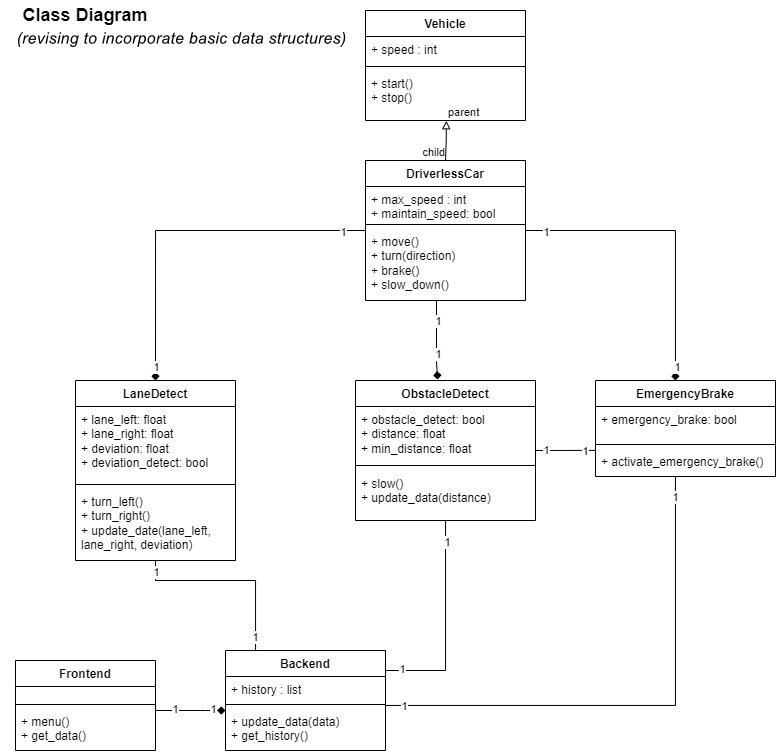 Class Diagram
(revising to incorporate basic data structures)
Vehicle
+ speed : int
+ start()
+ stop()
parent
child
DriverlessCar
+ max_speed : int
+ maintain_speed: bool
+ move()
+ turn(direction)
+ brake()
+ slow_down()
1
1
1
1
1
1
LaneDetect
+ lane_left: float
+ lane_right: float
+ deviation: float
+ deviation_detect: bool
+ turn_left()
+ turn_right()
+ update_date(lane_left,
lane_right, deviation)
ObstacleDetect
+ obstacle_detect: bool
+ distance: float
+ min_distance: float
+ slow()
+ update_data(distance)
1
1
EmergencyBrake
+ emergency_brake: bool
+ activate_emergency_brake()
1
1
1
1
1
1
Frontend
+ menu()
+ get_data()
1
1
Backend
+ history : list
+ update_data(data)
+ get_history()